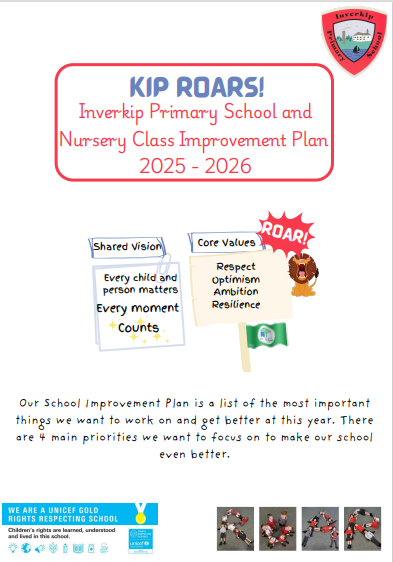 Inverkip
Primary School
KIP ROARS!
Inverkip Primary School and
Nursery Class Improvement Plan
2025 - 2026
Shared Vision
Every child and
person matters
Every moment
Counts
Core Values
Respect
Optimism
Ambition
Resilience
ROAR!
Our School Improvement Plan is a list of the most important
things we want to work on and get better at this year. There
are 4 main priorities we want to focus on to make our school
even better.
WE ARE A UNICEF GOLD
RIGHTS RESPECTING SCHOOL
Children's rights are learned, understood
and lived in this school.
unicef